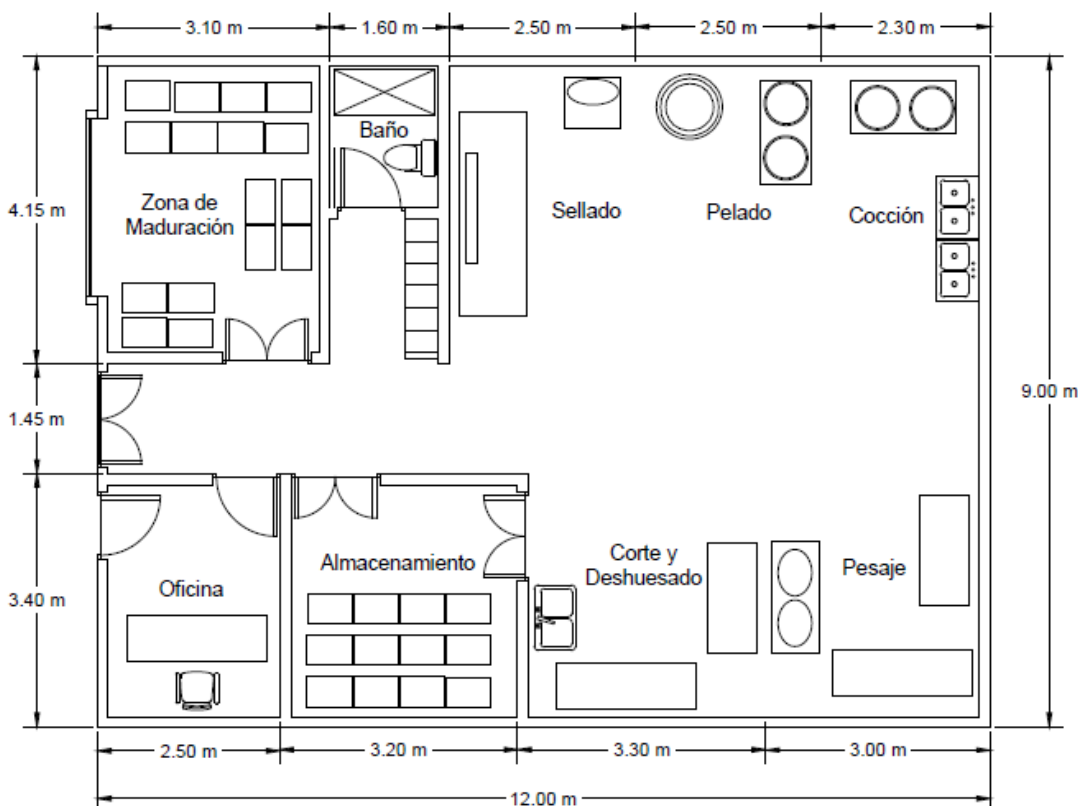 3.10 m
1.60 m
2.50 m
2.50 m
2.30 m
Baño
Zona de
Maduración
4.15 m
Sellado
Pelado
Cocción
9.00 m
1.45 m
3.40 m
Oficina
Almacenamiento
Corte y
Deshuesado
Pesaje
2.50 m
3.20 m
3.30 m
3.00 m
12.00 m